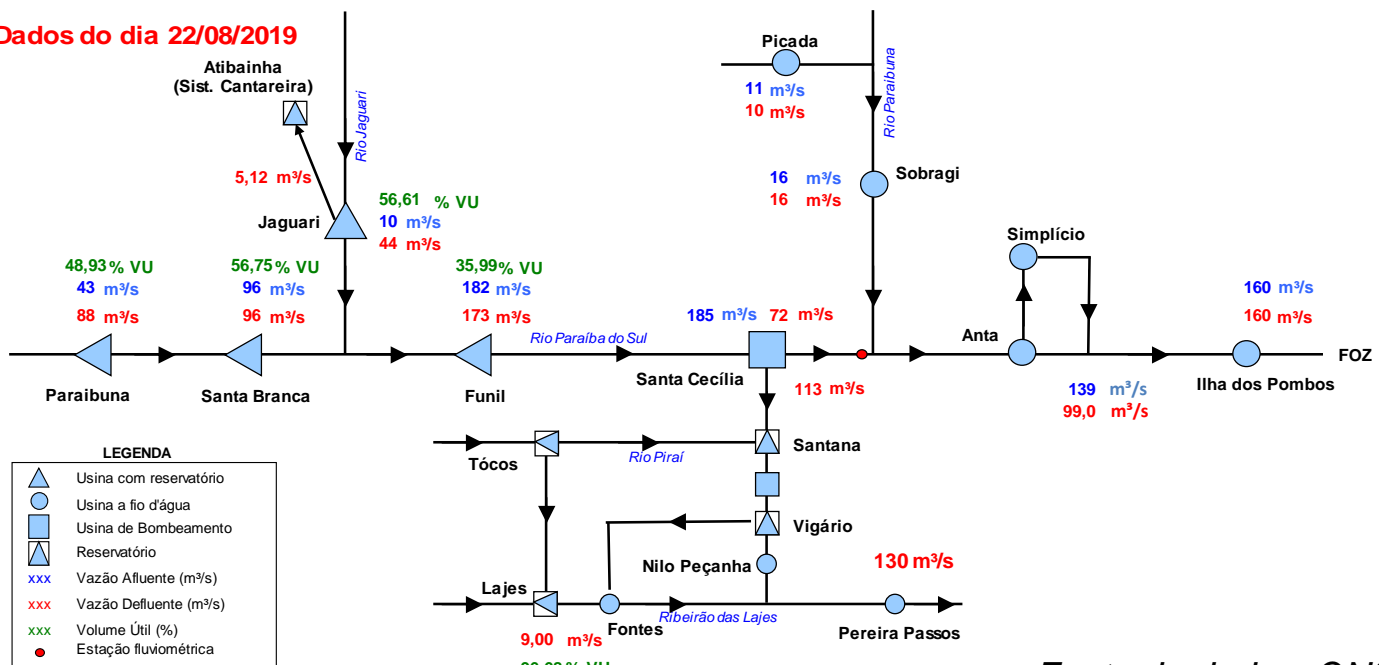 Dados do dia 22/08/2019
Atibainha
(Sist. Cantareira)
Rio Jaguari
5,12 m³/s
Jaguari
56,61 % VU
10 m³/s
44 m³/s
Picada
11 m³/s
10 m³/s
Rio Paraibuna
16 m³/s
16 m³/s
Sobragi
Simplício
48,93 % VU
43 m³/s
88 m³/s
Paraibuna
56,75 % VU
96 m³/s
96 m³/s
Santa Branca
35,99 % VU
182 m³/s
173 m³/s
Funil
Rio Paraíba do Sul
185 m³/s 72 m³/s
Santa Cecília
113 m³/s
Anta
139 m³/s
99,0 m³/s
160 m³/s
160 m³/s
Ilha dos Pombos
FOZ
Tócos
Rio Piraí
Santana
Vigário
Nilo Peçanha
130 m³/s
Lajes
9,00 m³/s
Fontes
Ribeirão das Lajes
Pereira Passos
LEGENDA
Usina com reservatório
Usina a fio d'água
Usina de Bombeamento
Reservatório
xxx Vazão Afluente (m³/s)
xxx Vazão Defluente (m³/s)
xxx Volume Útil (%)
Estação fluviométrica